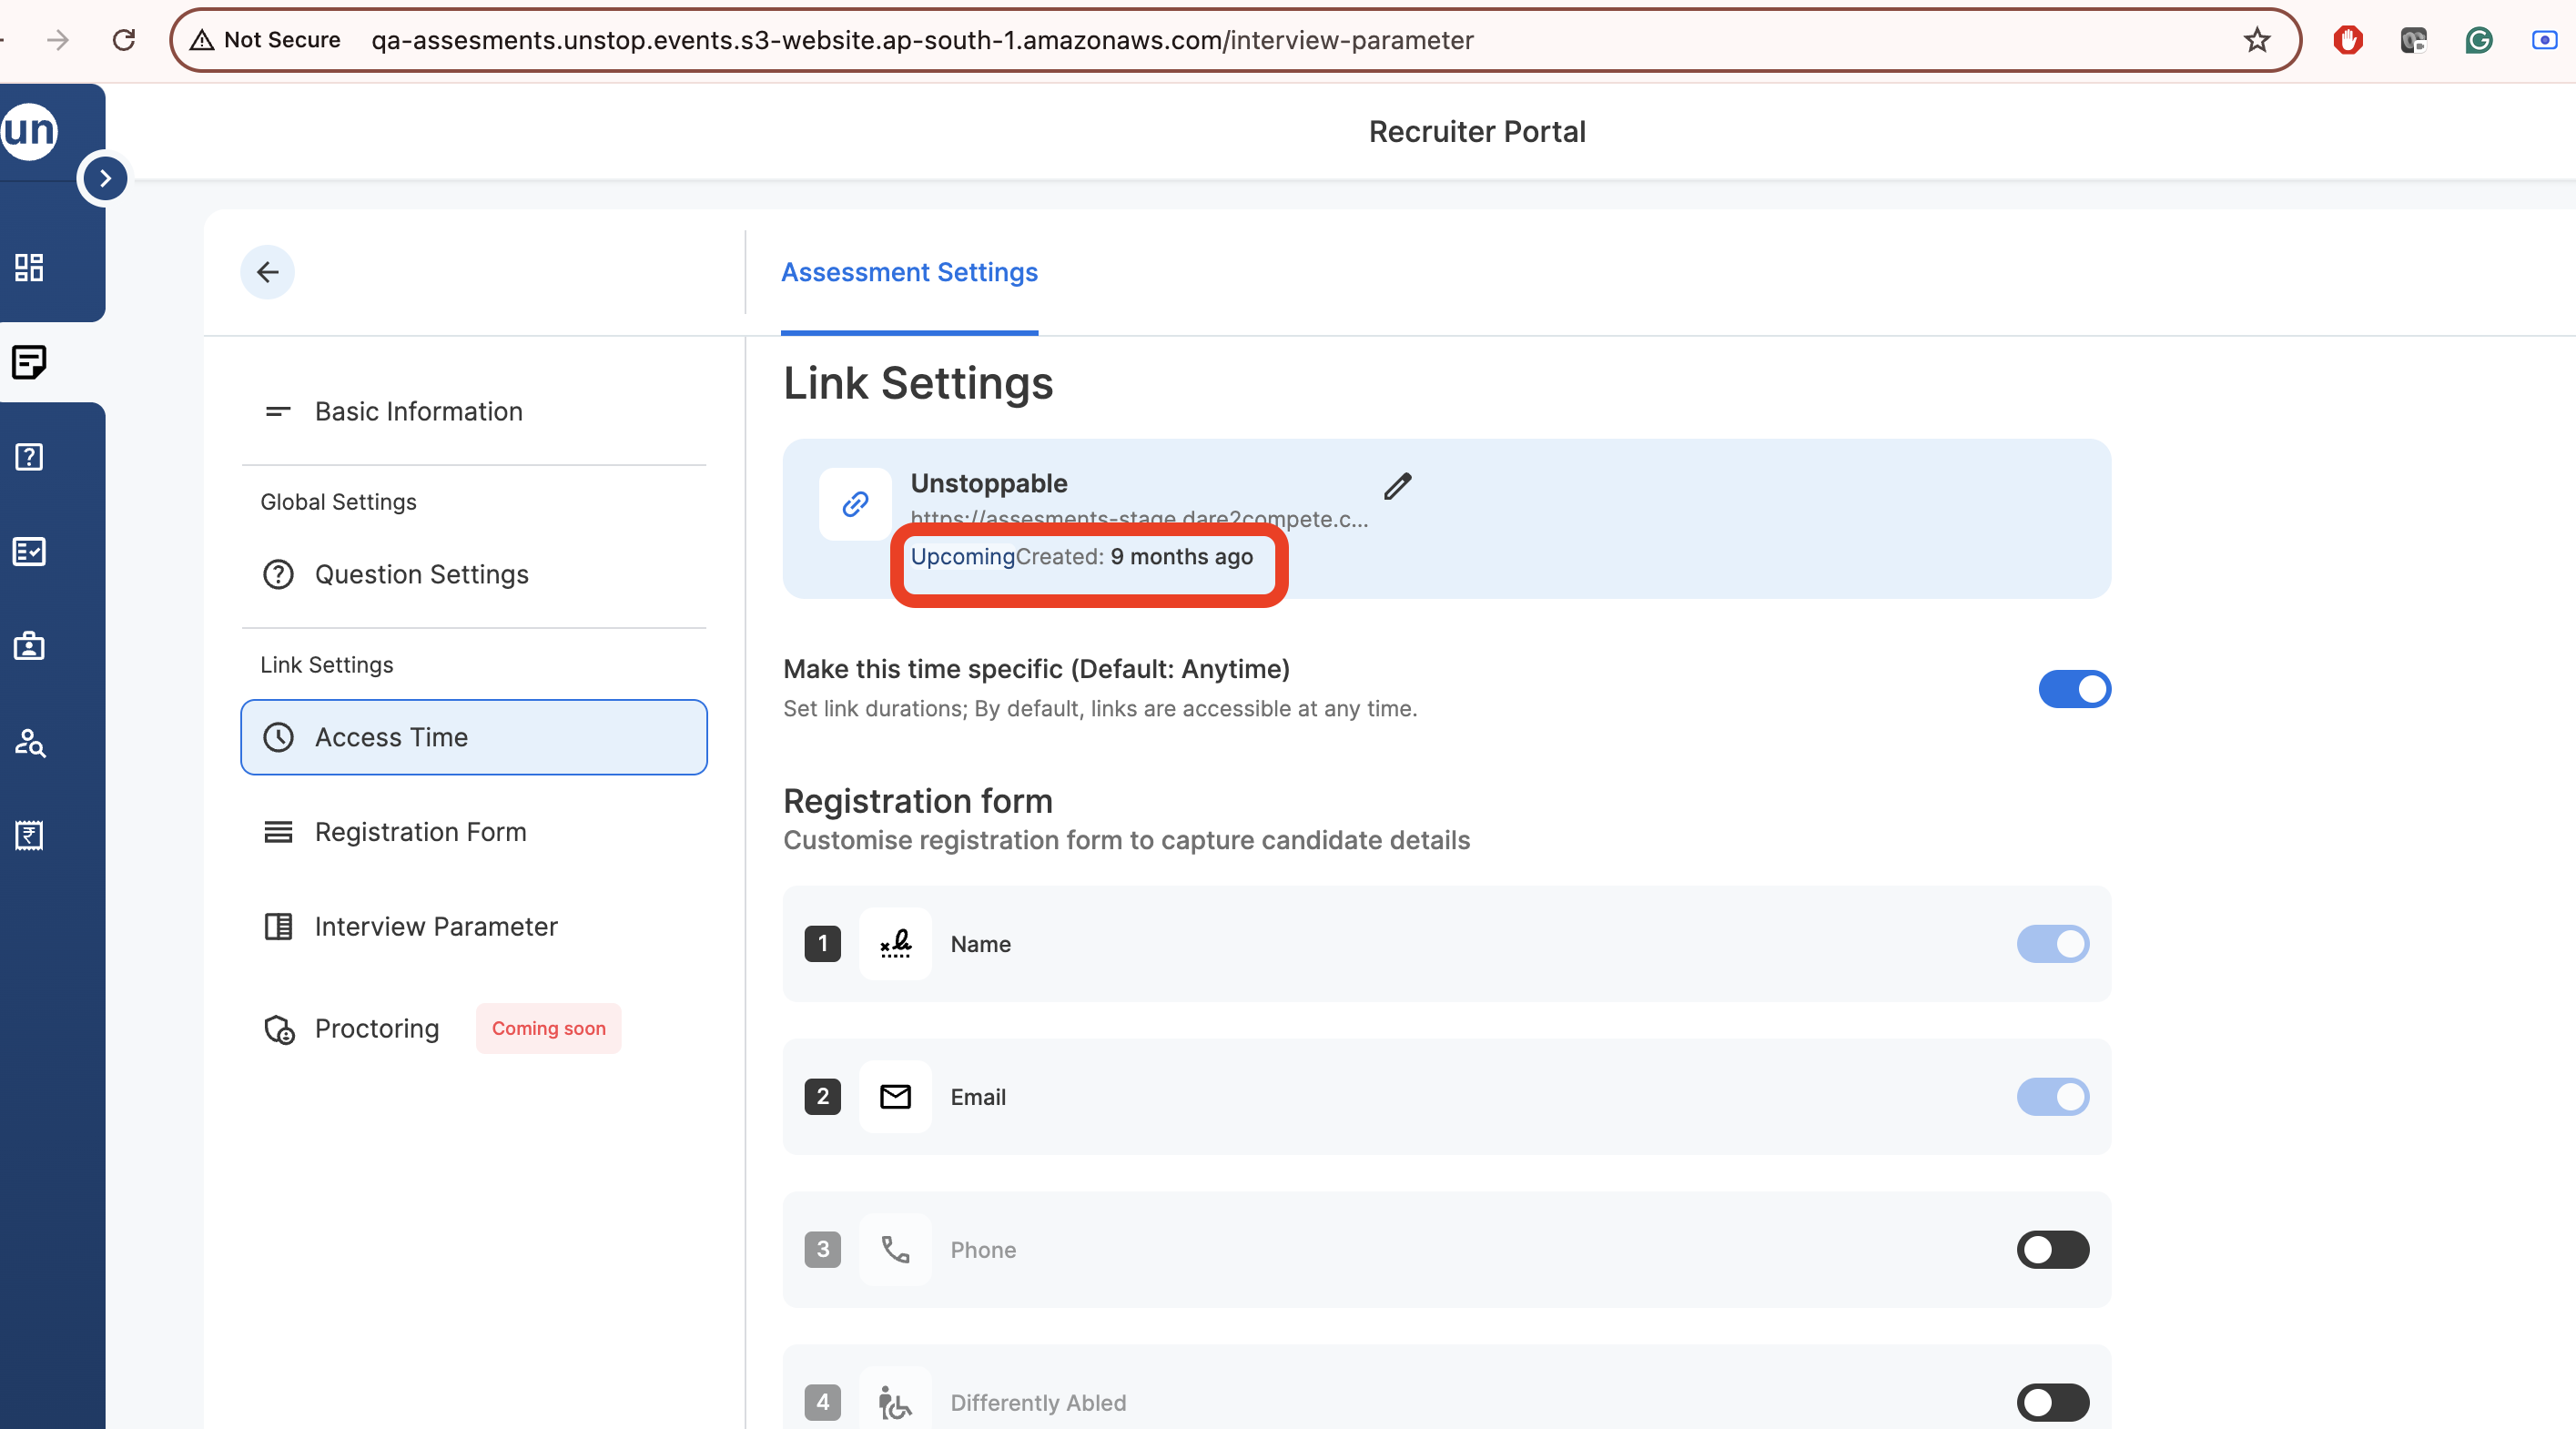 Not Secure qa-assesments.unstop.events.s3-website.ap-south-1.amazonaws.com/interview-parameter
un
Recruiter Portal
Assessment Settings
Basic Information
Global Settings
Question Settings
Link Settings
Access Time
Registration Form
Interview Parameter
Proctoring Coming soon
Link Settings
Unstoppable
https://assesments-stage.dare2compete.c...
UpcomingCreated: 9 months ago
Make this time specific (Default: Anytime)
Set link durations; By default, links are accessible at any time.
Registration form
Customise registration form to capture candidate details
1 Name
2 Email
3 Phone
4 Differently Abled